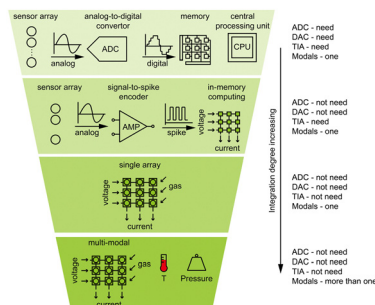 sensor array analog-to-digital convertor memory central processing unit
ADC
CPU
analog digital
ADC - need
DAC - need
TIA - need
Modals - one
sensor array signal-to-spike encoder in-memory computing
AMP
voltage
analog spike
current
ADC - not need
DAC - not need
TIA - need
Modals - one
single array
voltage
gas
current
ADC - not need
DAC - not need
TIA - not need
Modals - one
multi-modal
voltage
gas
T Pressure
current
ADC - not need
DAC - not need
TIA - not need
Modals - more than one
Integration degree increasing